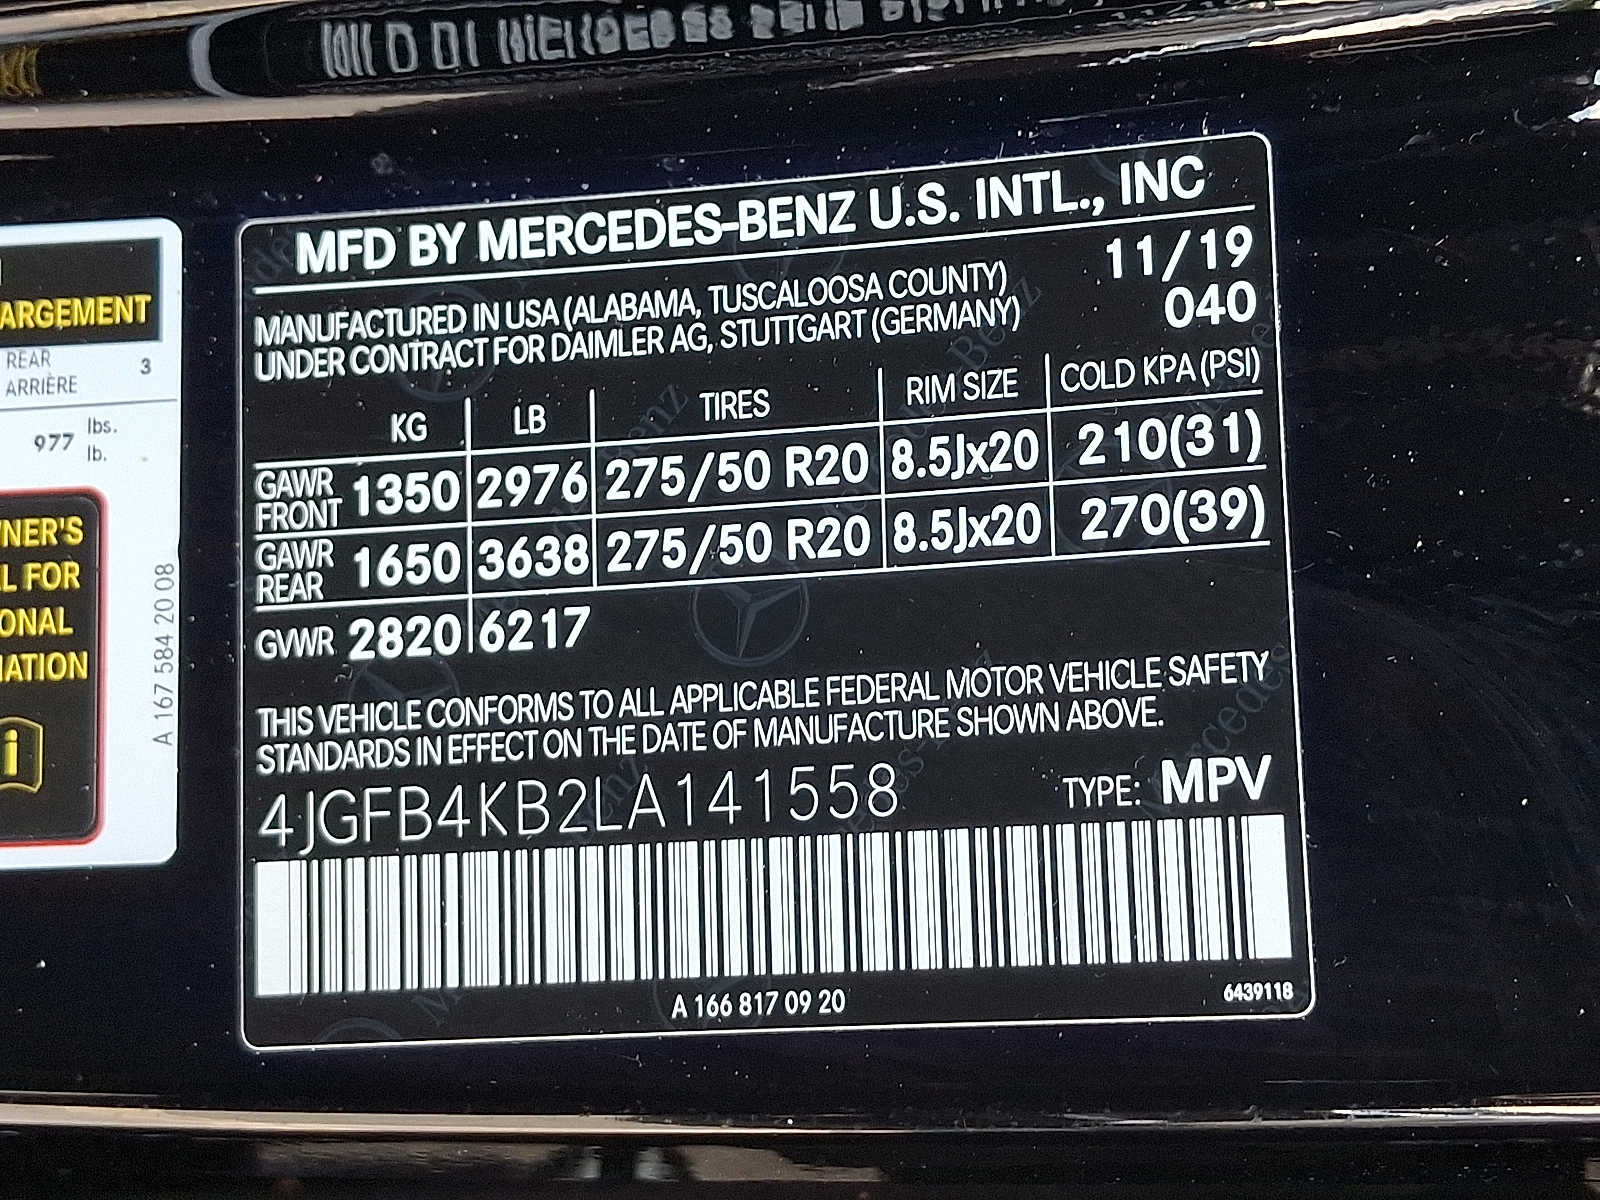 MFD BY MERCEDES-BENZ U.S. INTL., INC
MANUFACTURED IN USA (ALABAMA, TUSCALOOSA COUNTY) 11/19
UNDER CONTRACT FOR DAIMLER AG, STUTTGART (GERMANY) 040
KG LB TIRES RIM SIZE COLD KPA (PSI)
GAWR FRONT 1350 2976 275/50 R20 8.5Jx20 210(31)
GAWR REAR 1650 3638 275/50 R20 8.5Jx20 270(39)
GVWR 2820 6217
THIS VEHICLE CONFORMS TO ALL APPLICABLE FEDERAL MOTOR VEHICLE SAFETY
STANDARDS IN EFFECT ON THE DATE OF MANUFACTURE SHOWN ABOVE.
4JGFB4KB2LA141558 TYPE: MPV
A 166 817 09 20 6439118
ARGEMENT
REAR 3
ARRIÈRE
977 lbs.
lb.
NER'S
L FOR
ONAL
ATION
i
A 167 584 20 08